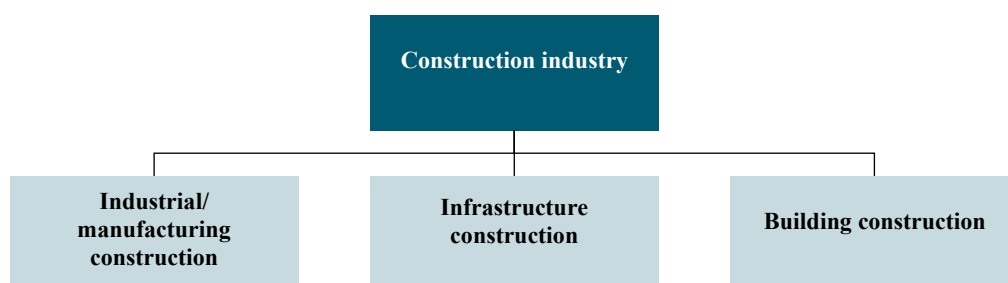 Construction industry
Industrial/
manufacturing
construction
Infrastructure
construction
Building construction